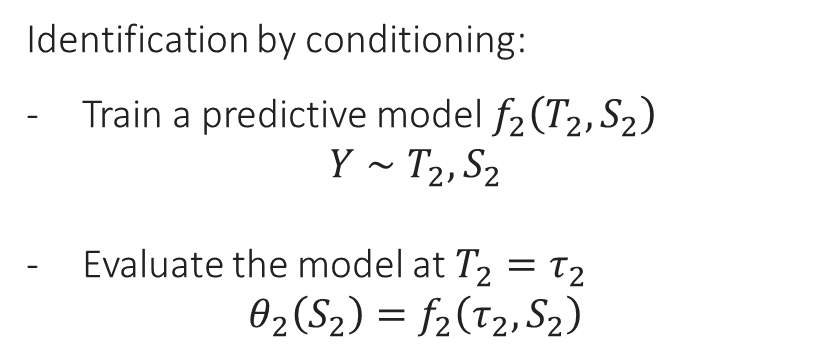 Identification by conditioning:
- Train a predictive model 𝑓₂(𝑇₂, 𝑆₂)
𝑌 ~ 𝑇₂, 𝑆₂
- Evaluate the model at 𝑇₂ = 𝜏₂
𝜃₂(𝑆₂) = 𝑓₂(𝜏₂, 𝑆₂)